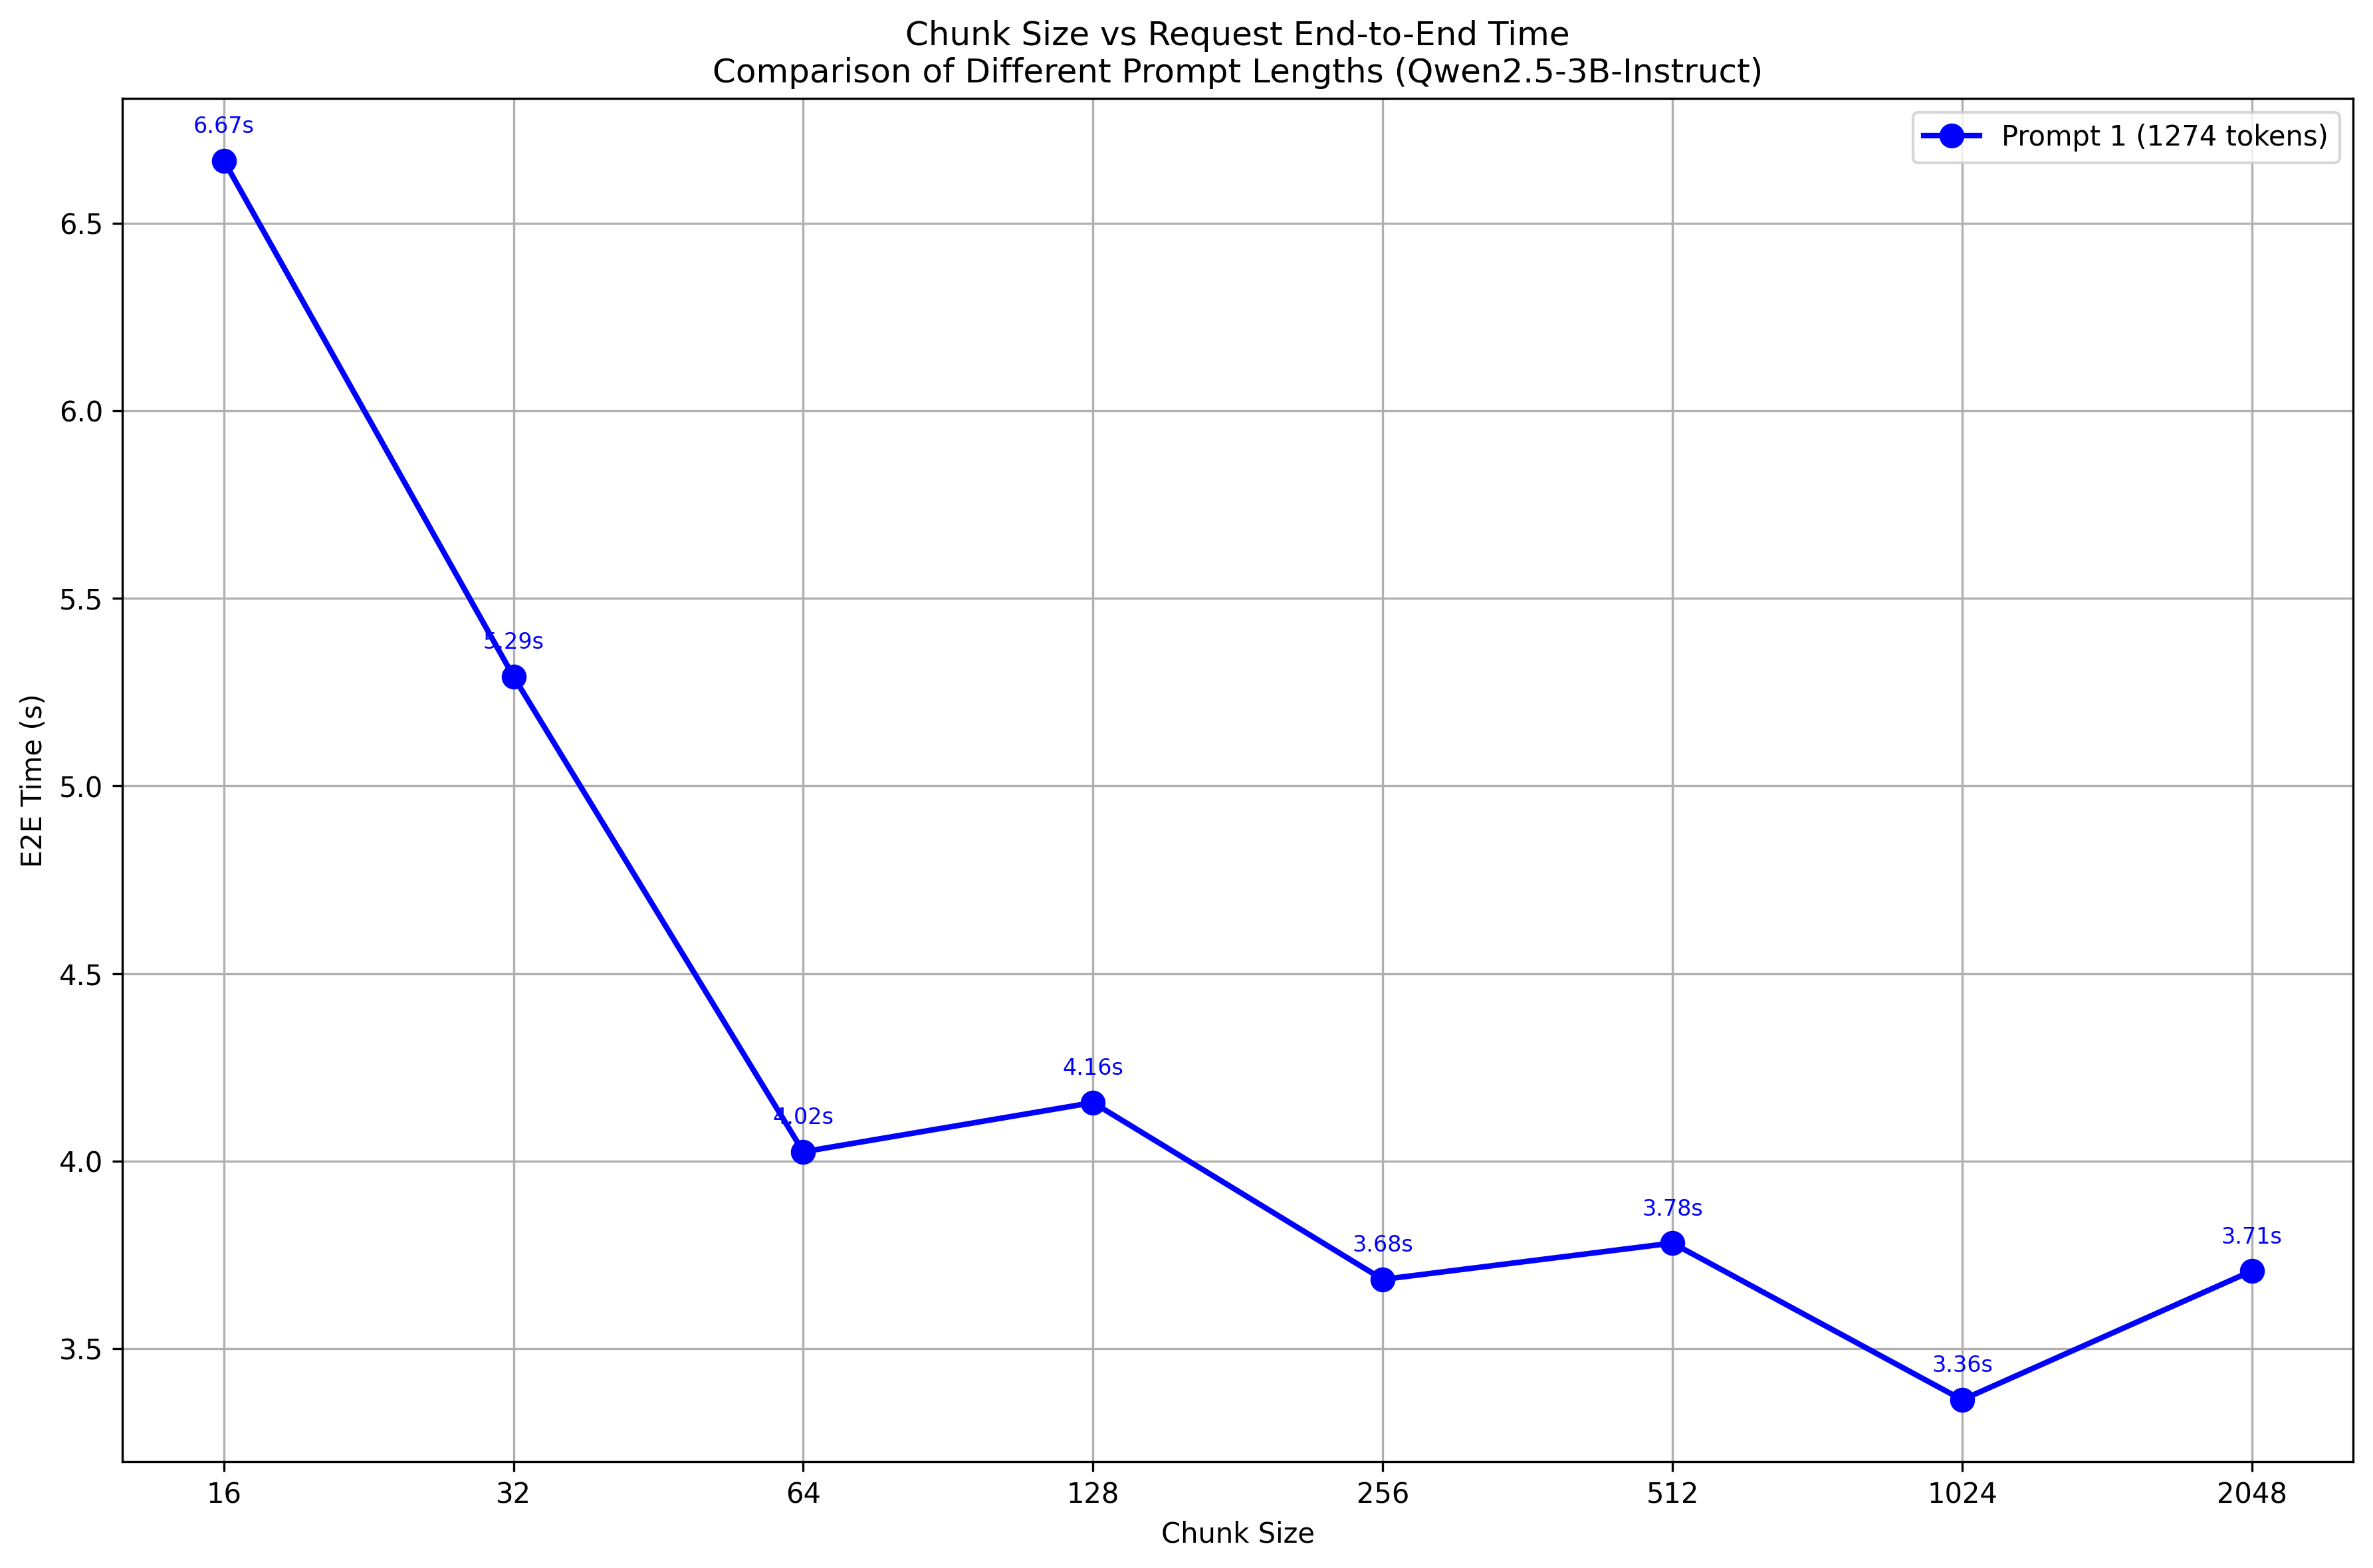 Chunk Size vs Request End-to-End Time
Comparison of Different Prompt Lengths (Qwen2.5-3B-Instruct)
Prompt 1 (1274 tokens)
6.67s
5.29s
4.02s
4.16s
3.68s
3.78s
3.36s
3.71s
E2E Time (s)
6.5
6.0
5.5
5.0
4.5
4.0
3.5
16 32 64 128 256 512 1024 2048
Chunk Size